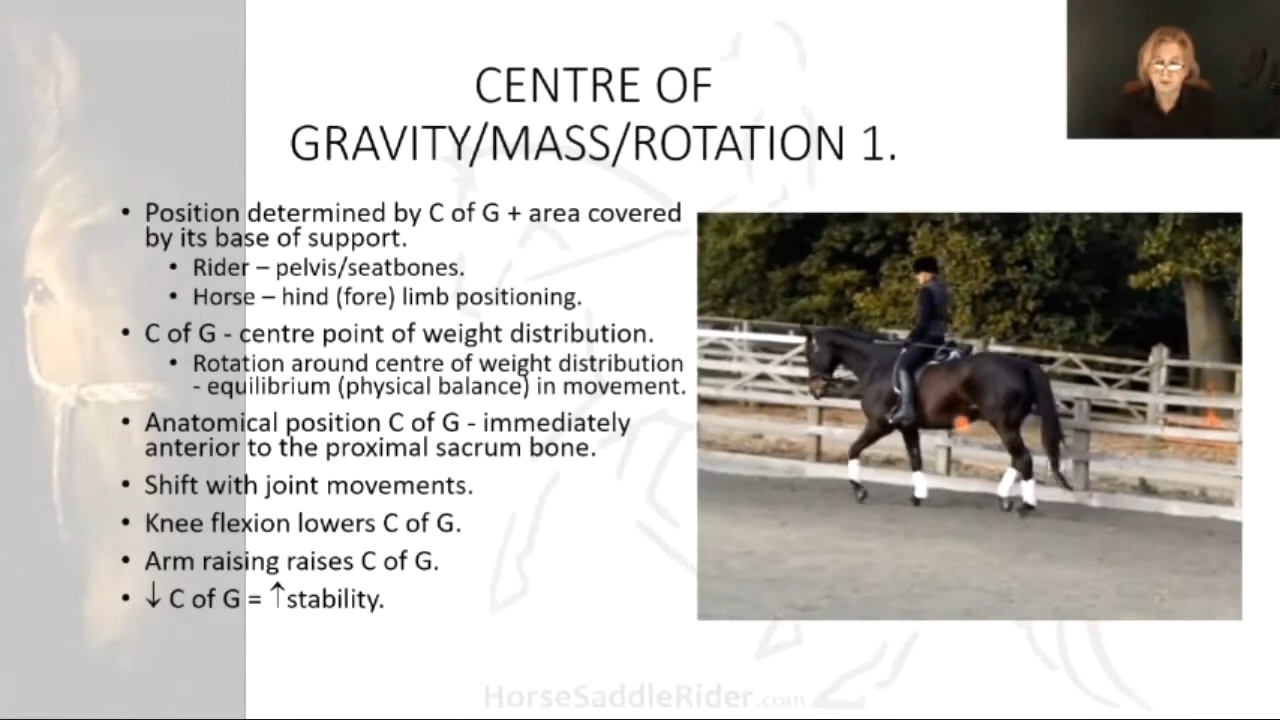 CENTRE OF
GRAVITY/MASS/ROTATION 1.
• Position determined by C of G + area covered
by its base of support.
• Rider – pelvis/seatbones.
• Horse – hind (fore) limb positioning.
• C of G - centre point of weight distribution.
• Rotation around centre of weight distribution
- equilibrium (physical balance) in movement.
• Anatomical position C of G - immediately
anterior to the proximal sacrum bone.
• Shift with joint movements.
• Knee flexion lowers C of G.
• Arm raising raises C of G.
• ↓ C of G = ↑stability.
HorseSaddleRider.com